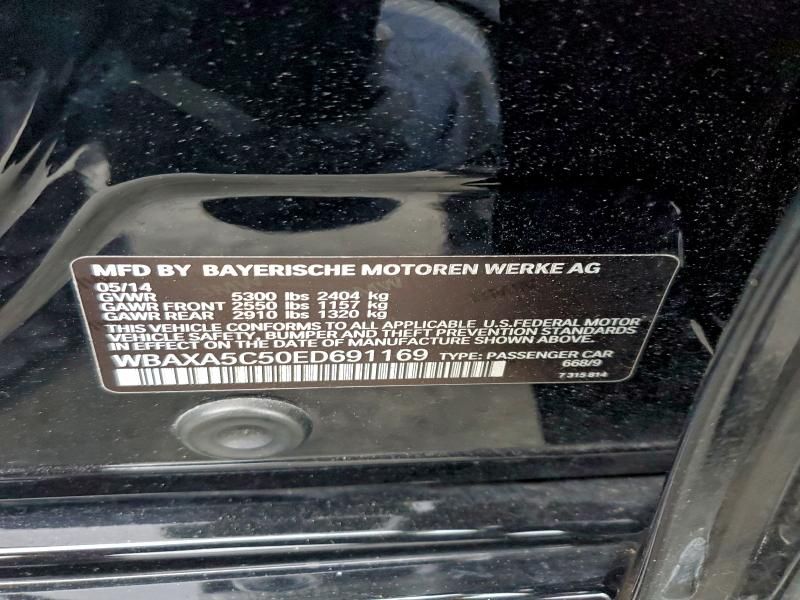 MFD BY BAYERISCHE MOTOREN WERKE AG
05/14
GVWR 5300 lbs 2404 kg
GAWR FRONT 2550 lbs 1157 kg
GAWR REAR 2910 lbs 1320 kg
THIS VEHICLE CONFORMS TO ALL APPLICABLE U.S.FEDERAL MOTOR
VEHICLE SAFETY, BUMPER AND THEFT PREVENTION STANDARDS
IN EFFECT ON THE DATE OF MANUFACTURE SHOWN ABOVE.
WBAXA5C50ED691169 TYPE: PASSENGER CAR
668/9
7 315 814